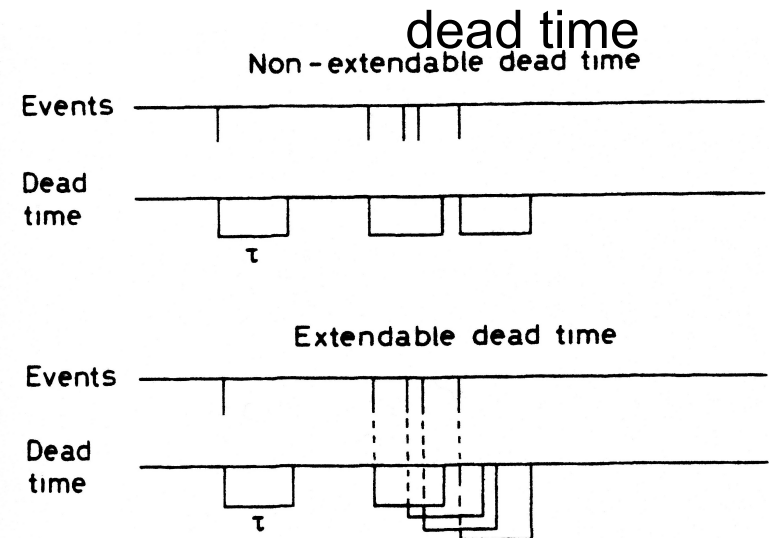 dead time
Non-extendable dead time
Events
Dead
time
τ
Extendable dead time
Events
Dead
time
τ